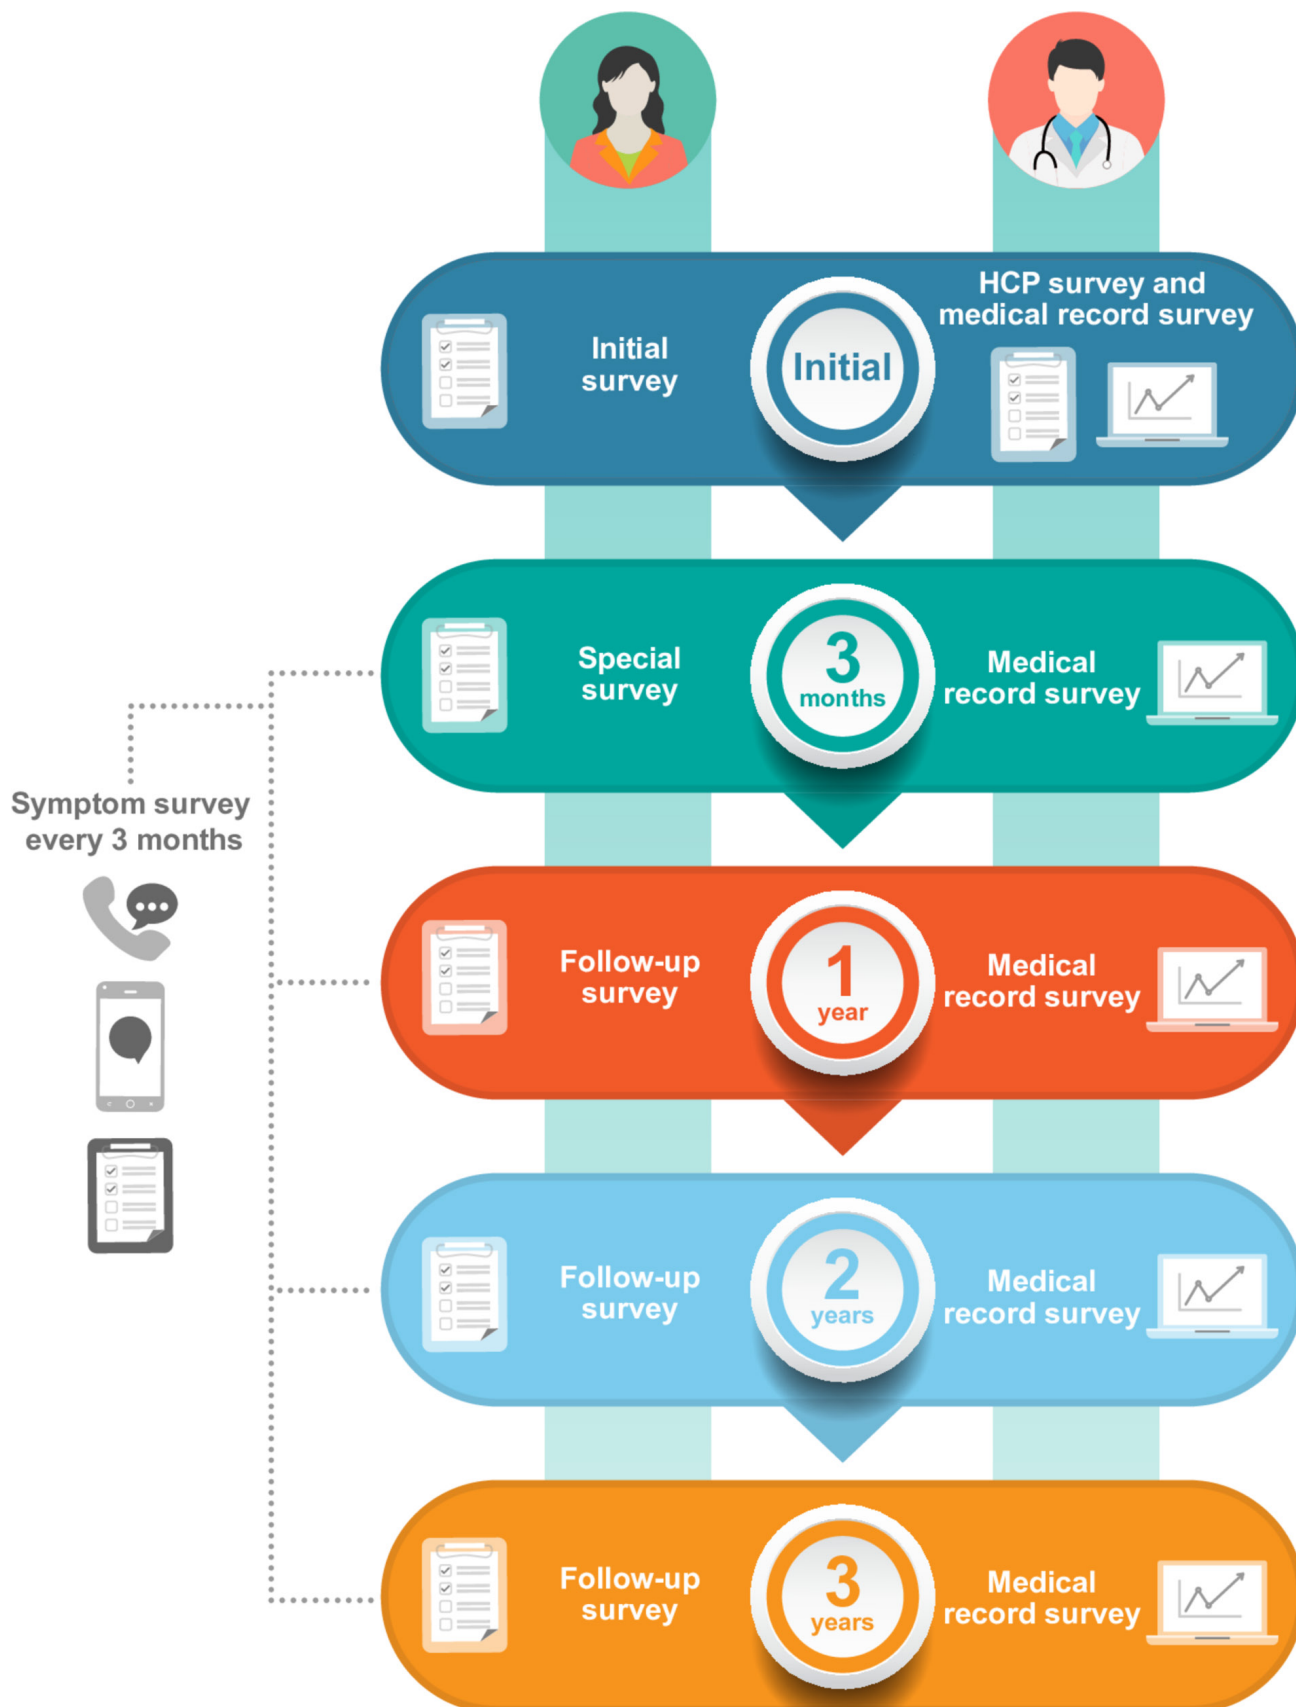 Initial
survey
Initial
HCP survey and
medical record survey
Special
survey
3
months
Medical
record survey
Symptom survey
every 3 months
Follow-up
survey
1
year
Medical
record survey
Follow-up
survey
2
years
Medical
record survey
Follow-up
survey
3
years
Medical
record survey